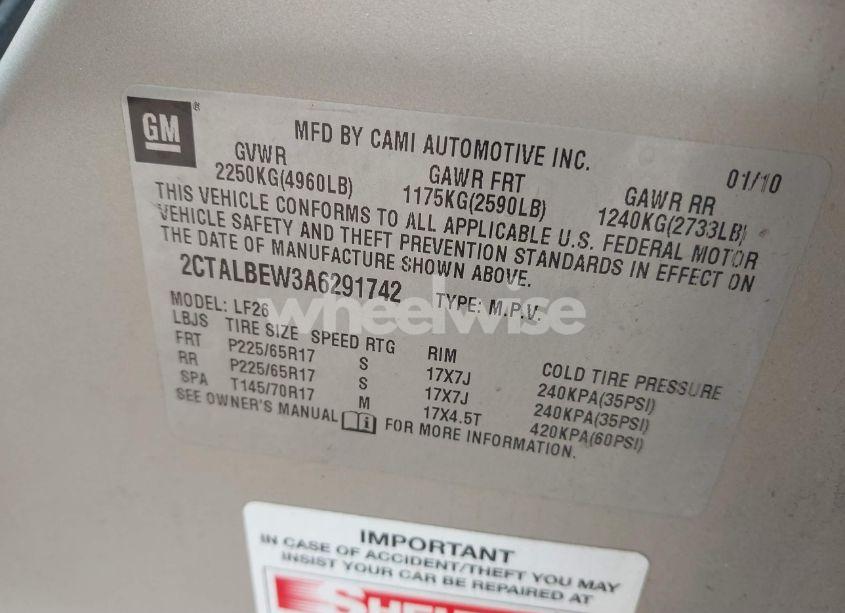 GM®
MFD BY CAMI AUTOMOTIVE INC.
01/10
GVWR GAWR FRT GAWR RR
2250KG(4960LB) 1175KG(2590LB) 1240KG(2733LB)
THIS VEHICLE CONFORMS TO ALL APPLICABLE U.S. FEDERAL MOTOR
VEHICLE SAFETY AND THEFT PREVENTION STANDARDS IN EFFECT ON
THE DATE OF MANUFACTURE SHOWN ABOVE.
2CTALBEW3A6291742 TYPE: M.P.V.
MODEL: LF26
LBJS TIRE SIZE SPEED RTG RIM COLD TIRE PRESSURE
FRT P225/65R17 S 17X7J 240KPA(35PSI)
RR P225/65R17 S 17X7J 240KPA(35PSI)
SPA T145/70R17 M 17X4.5T 420KPA(60PSI)
SEE OWNER'S MANUAL FOR MORE INFORMATION.
wheelwise
IMPORTANT
IN CASE OF ACCIDENT/THEFT YOU MAY
INSIST YOUR CAR BE REPAIRED AT